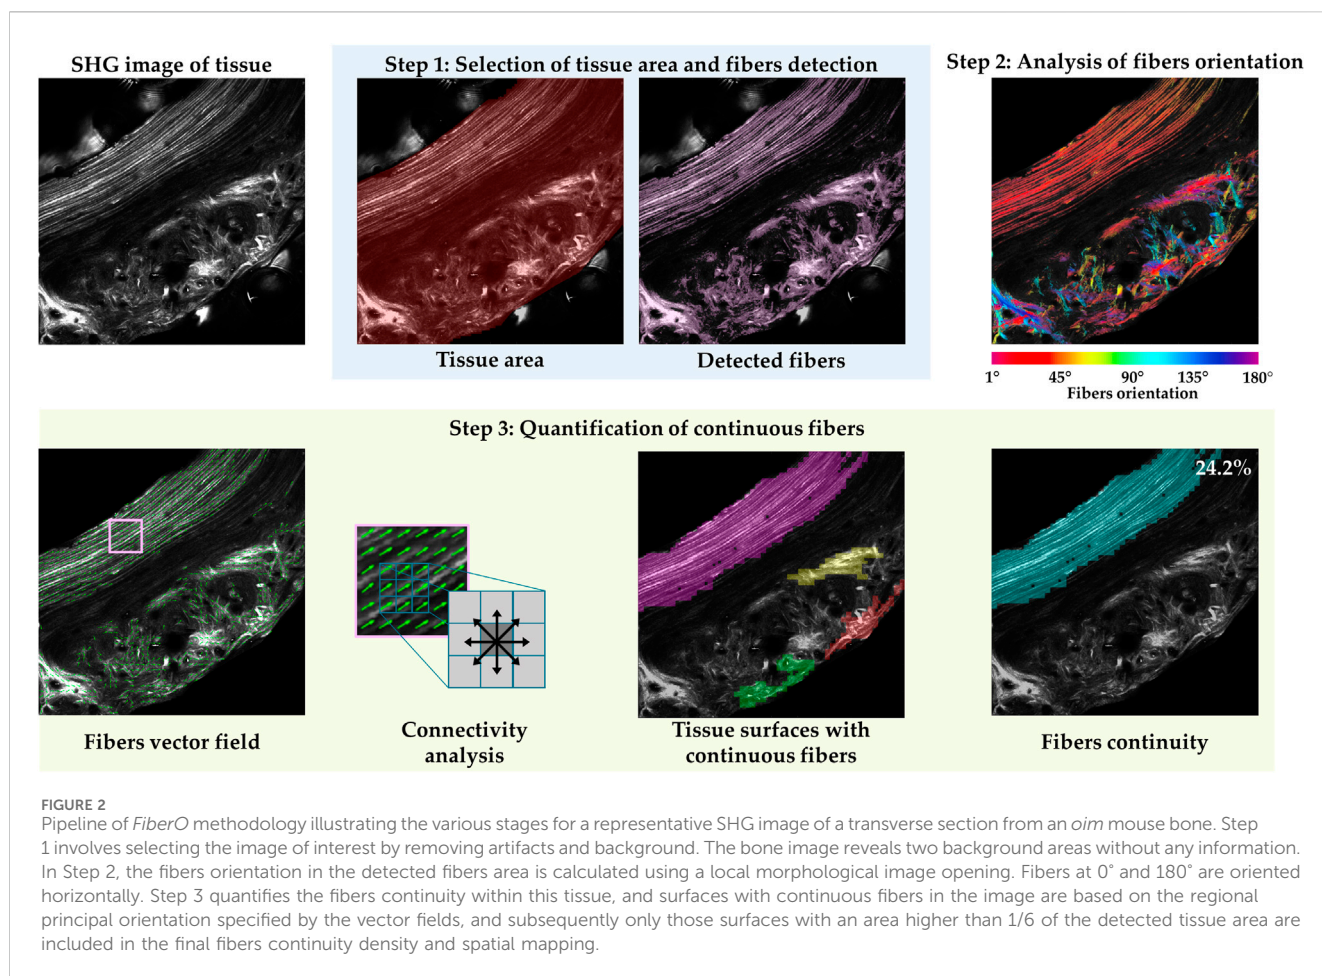 SHG image of tissue
Step 1: Selection of tissue area and fibers detection
Step 2: Analysis of fibers orientation
Tissue area
Detected fibers
1° 45° 90° 135° 180°
Fibers orientation
Step 3: Quantification of continuous fibers
24.2%
Fibers vector field
Connectivity
analysis
Tissue surfaces with
continuous fibers
Fibers continuity
FIGURE 2
Pipeline of FiberO methodology illustrating the various stages for a representative SHG image of a transverse section from an oim mouse bone. Step
1 involves selecting the image of interest by removing artifacts and background. The bone image reveals two background areas without any information.
In Step 2, the fibers orientation in the detected fibers area is calculated using a local morphological image opening. Fibers at 0° and 180° are oriented
horizontally. Step 3 quantifies the fibers continuity within this tissue, and surfaces with continuous fibers in the image are based on the regional
principal orientation specified by the vector fields, and subsequently only those surfaces with an area higher than 1/6 of the detected tissue area are
included in the final fibers continuity density and spatial mapping.